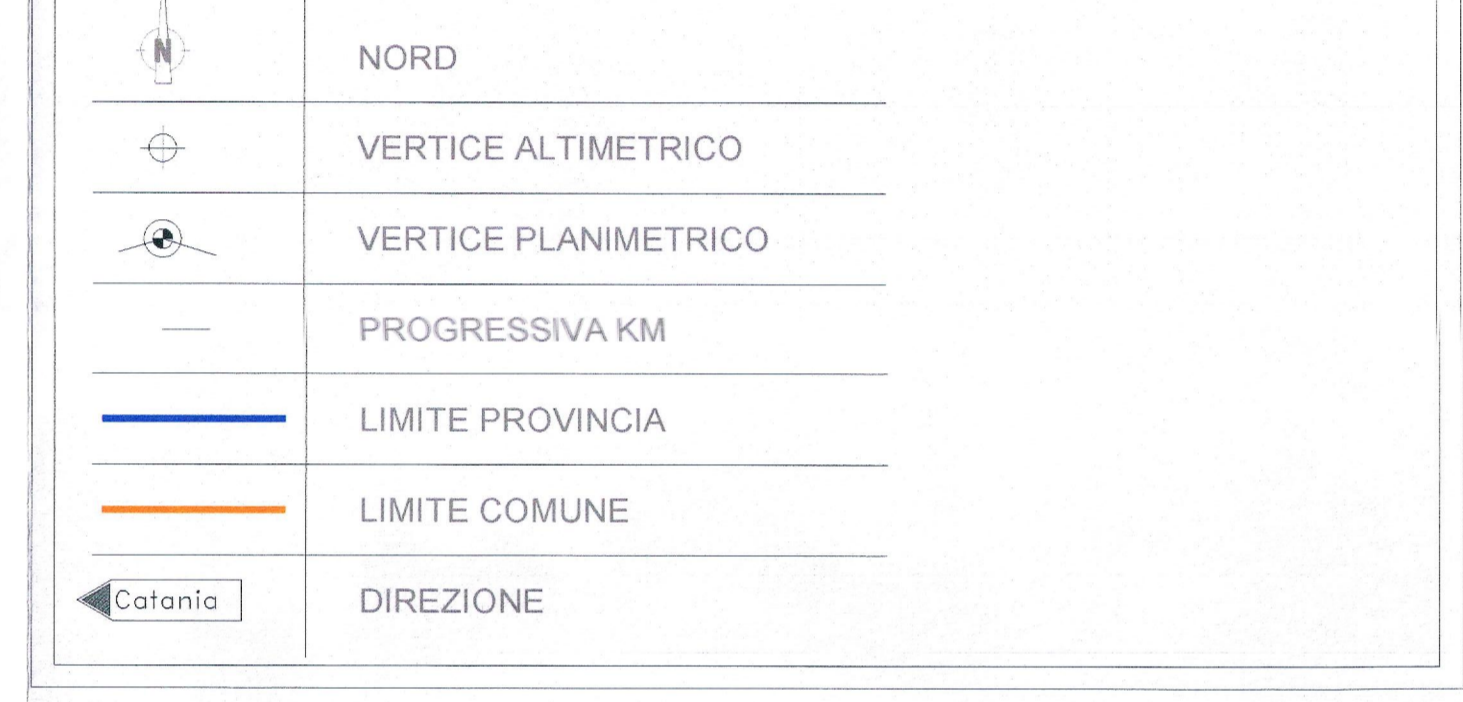 N NORD
VERTICE ALTIMETRICO
VERTICE PLANIMETRICO
PROGRESSIVA KM
LIMITE PROVINCIA
LIMITE COMUNE
Catania DIREZIONE